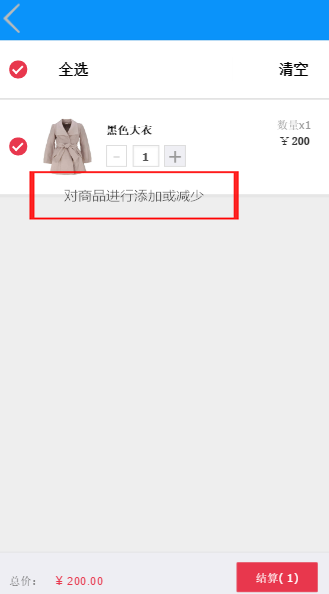 全选 清空
黑色大衣 数量x1
- 1 + ¥ 200
对商品进行添加或减少
总价: ¥ 200.00 结算( 1)